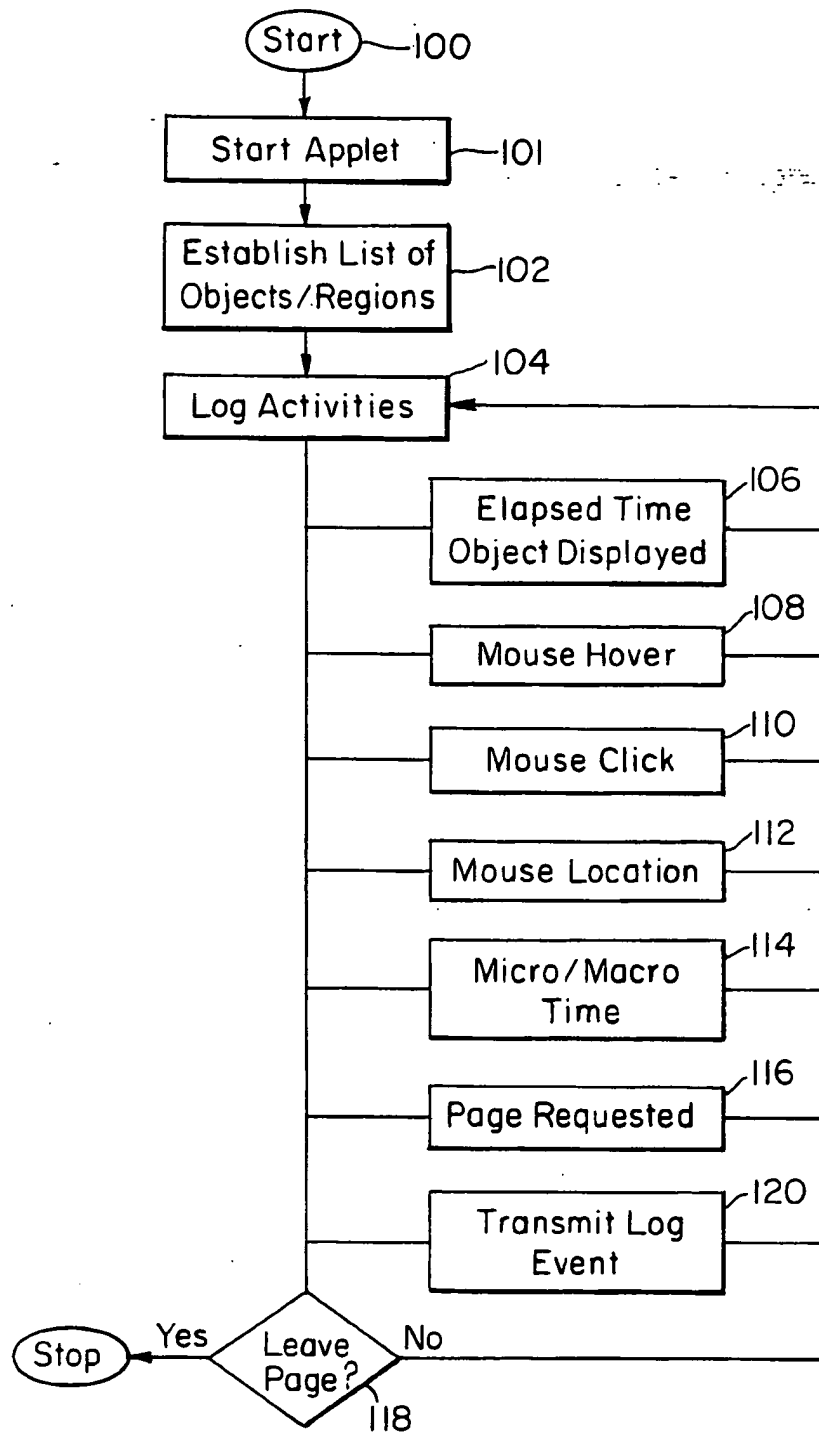 Start
100
Start Applet
101
Establish List of
Objects/Regions
102
Log Activities
104
Elapsed Time
Object Displayed
106
Mouse Hover
108
Mouse Click
110
Mouse Location
112
Micro/Macro
Time
114
Page Requested
116
Transmit Log
Event
120
Leave
Page?
118
Yes
No
Stop